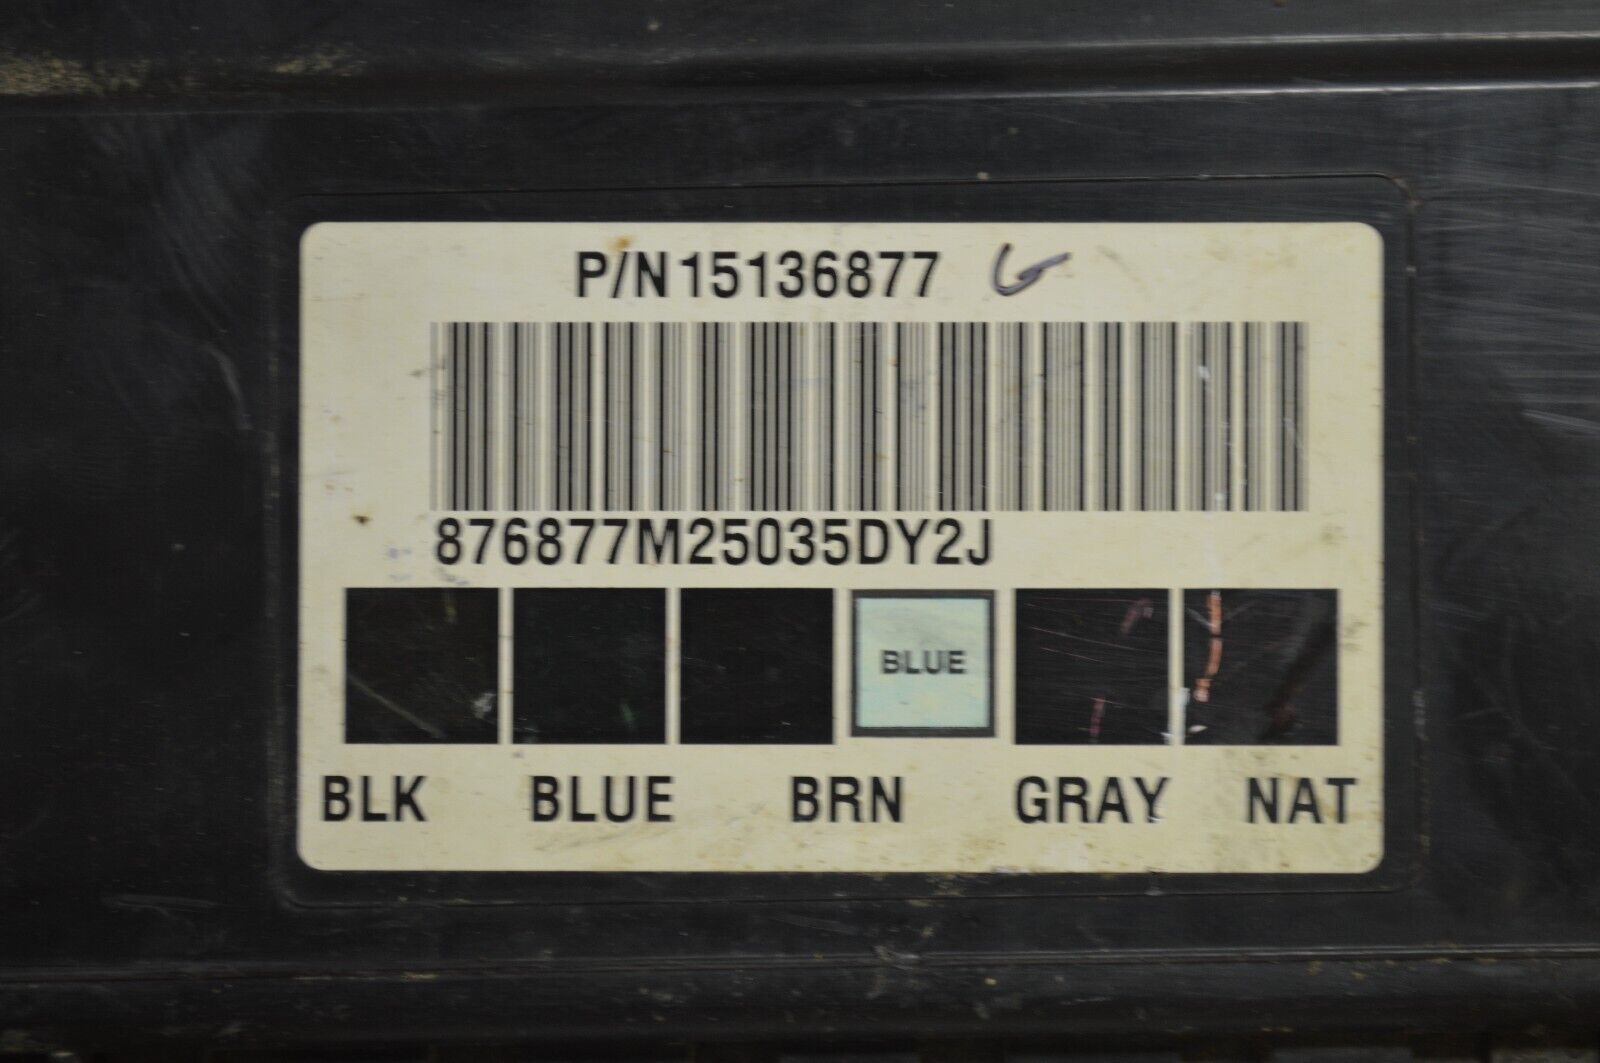 P/N 15136877 G
876877M25035DY2J
BLUE
BLK BLUE BRN GRAY NAT